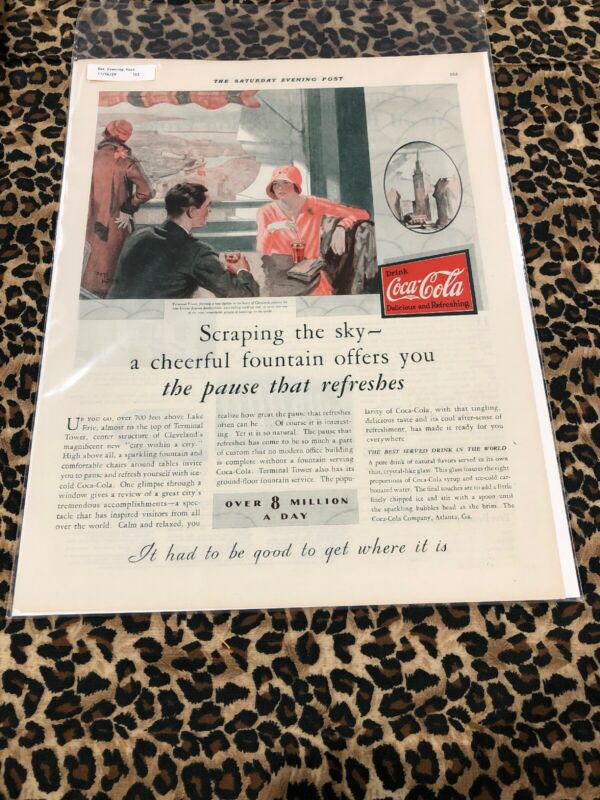 Sat Evening Post
11/16/29 102
THE SATURDAY EVENING POST
Drink
Coca-Cola
Delicious and Refreshing
Scraping the sky—
a cheerful fountain offers you
the pause that refreshes
UP YOU GO, over 700 feet above Lake
Erie, almost to the top of Terminal
Tower, center structure of Cleveland's
magnificent new "city within a city."
High above all, a sparkling fountain and
comfortable chairs around tables invite
you to pause and refresh yourself with ice-
cold Coca-Cola. One glimpse through a
window gives a review of a great city's
tremendous accomplishments—a spec-
tacle that has inspired visitors from all
over the world. Calm and relaxed, you
realize how great the pause that refreshes
often can be . . . Of course it is interest-
ing. Yet it is so natural. The pause that
refreshes has come to be so much a part
of custom that no modern office building
is complete without a fountain serving
Coca-Cola. Terminal Tower also has its
ground-floor fountain service. The popu-
OVER 8 MILLION
A DAY
larity of Coca-Cola, with that tingling,
delicious taste and its cool after-sense of
refreshment, has made it ready for you
everywhere
THE BEST SERVED DRINK IN THE WORLD
A pure drink of natural flavors served in its own
thin, crystal-like glass. This glass insures the right
proportions of Coca-Cola syrup and ice-cold car-
bonated water. The final touches are to add a little
finely chipped ice and stir with a spoon until
the sparkling bubbles bead at the brim. The
Coca-Cola Company, Atlanta, Ga.
It had to be good to get where it is